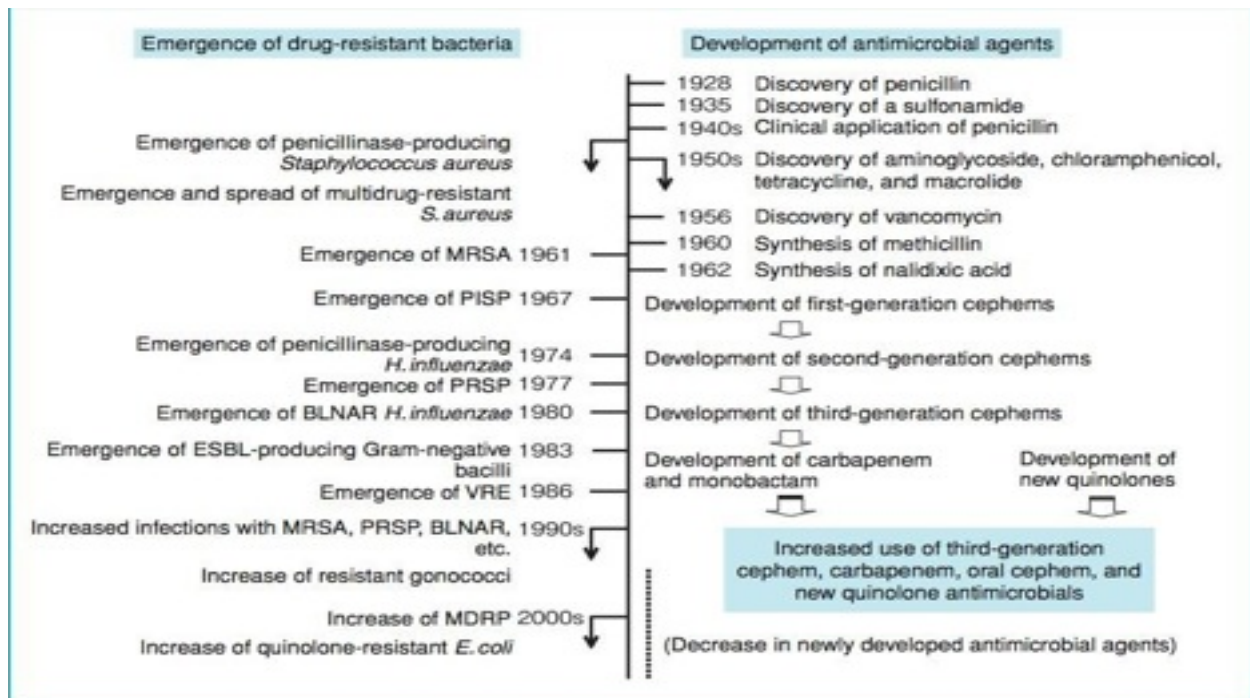 Emergence of drug-resistant bacteria
Development of antimicrobial agents
1928 Discovery of penicillin
1935 Discovery of a sulfonamide
1940s Clinical application of penicillin
Emergence of penicillinase-producing
Staphylococcus aureus
1950s Discovery of aminoglycoside, chloramphenicol,
tetracycline, and macrolide
Emergence and spread of multidrug-resistant
S. aureus
1956 Discovery of vancomycin
1960 Synthesis of methicillin
Emergence of MRSA 1961
1962 Synthesis of nalidixic acid
Emergence of PISP 1967
Development of first-generation cephems
Emergence of penicillinase-producing
H. influenzae 1974
Development of second-generation cephems
Emergence of PRSP 1977
Emergence of BLNAR H. influenzae 1980
Development of third-generation cephems
Emergence of ESBL-producing Gram-negative 1983
bacilli
Development of carbapenem
and monobactam
Development of
new quinolones
Emergence of VRE 1986
Increased infections with MRSA, PRSP, BLNAR, 1990s
etc.
Increased use of third-generation
cephem, carbapenem, oral cephem, and
new quinolone antimicrobials
Increase of resistant gonococci
Increase of MDRP 2000s
Increase of quinolone-resistant E. coli
(Decrease in newly developed antimicrobial agents)